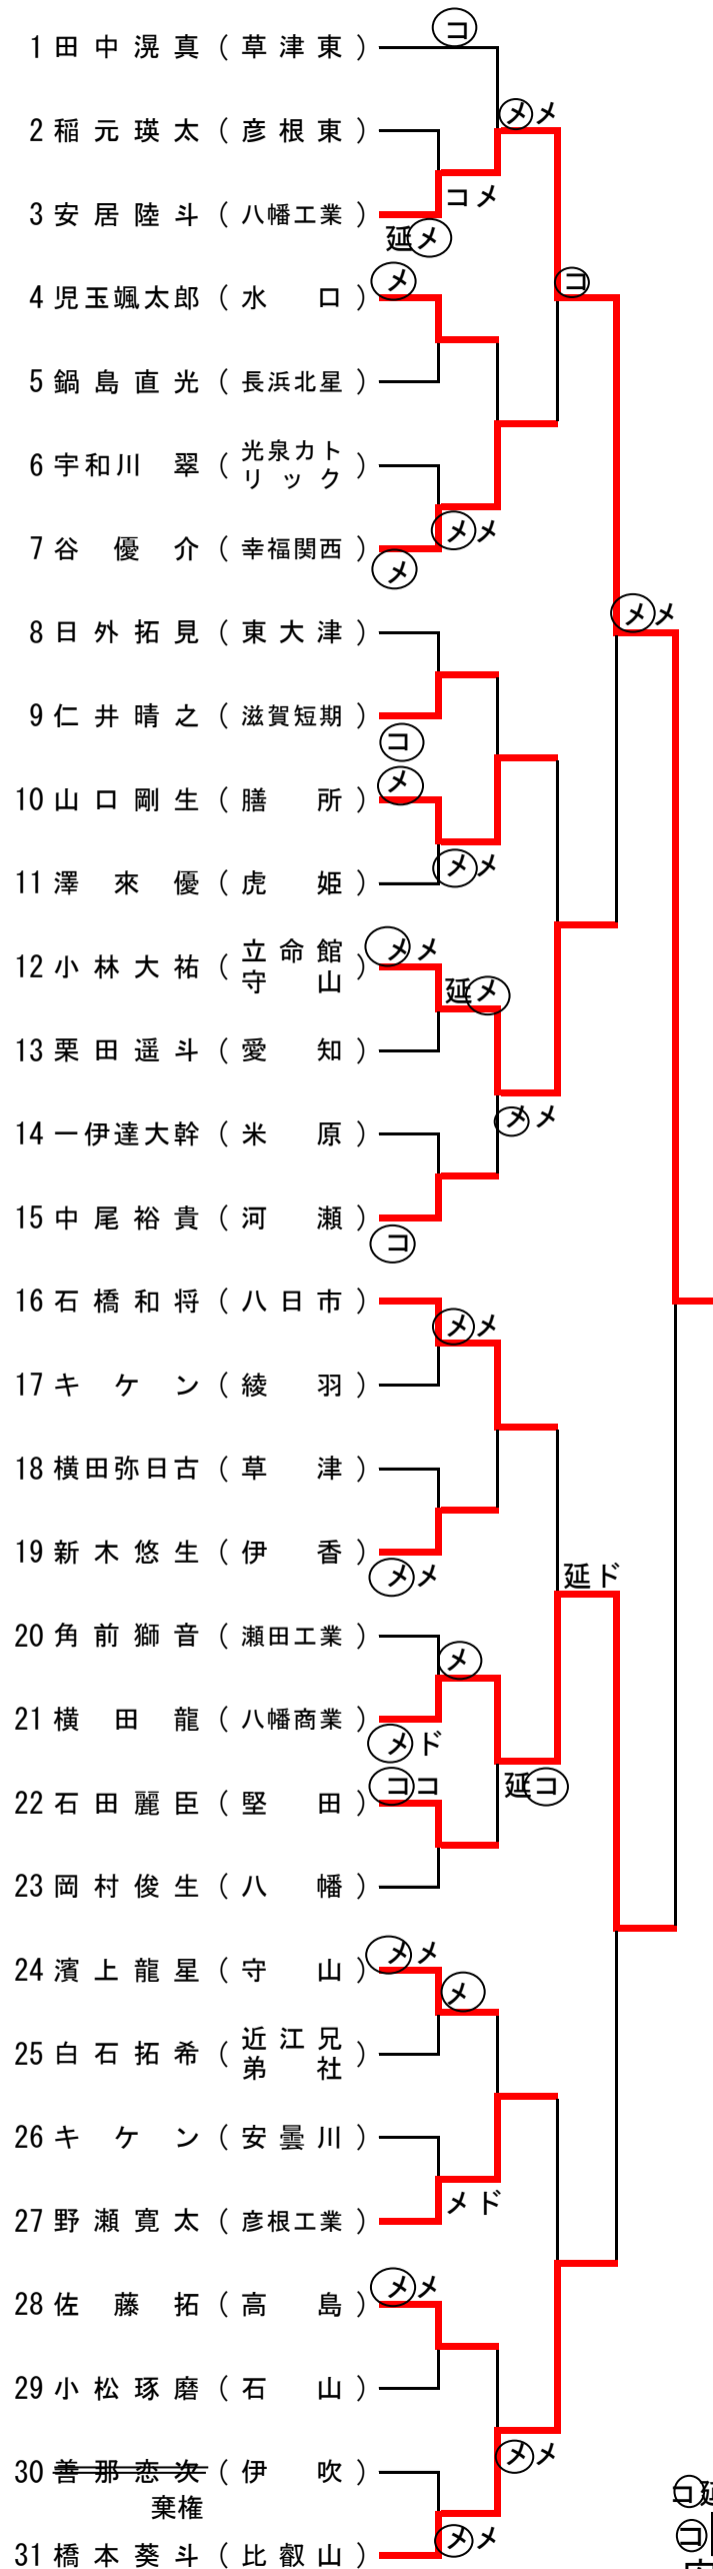 コ
1 田中滉真（草津東）
メメ
2 稲元瑛太（彦根東）
コメ
3 安居陸斗（八幡工業）
延メ
メ
4 児玉颯太郎（水口）
コ
5 鍋島直光（長浜北星）
6 宇和川翠（光泉カト
リック）
メメ
7 谷優介（幸福関西）
メ
メメ
8 日外拓見（東大津）
9 仁井晴之（滋賀短期）
コ
メ
10 山口剛生（膳所）
メメ
11 澤來優（虎姫）
メメ
12 小林大祐（立命館
守山）
延メ
13 栗田遥斗（愛知）
メメ
14 一伊達大幹（米原）
15 中尾裕貴（河瀬）
コ
16 石橋和将（八日市）
メメ
17 キケン（綾羽）
18 横田弥日古（草津）
19 新木悠生（伊香）
メメ
延ド
20 角前獅音（瀬田工業）
メ
21 横田龍（八幡商業）
メド
ココ
延コ
22 石田麗臣（堅田）
23 岡村俊生（八幡）
メメ
24 濱上龍星（守山）
メ
25 白石拓希（近江兄
弟社）
26 キケン（安曇川）
メド
27 野瀬寛太（彦根工業）
メメ
28 佐藤拓（高島）
29 小松琢磨（石山）
メメ
30 善那恋次（伊吹）
棄権
メメ
31 橋本葵斗（比叡山）
コ延
コ